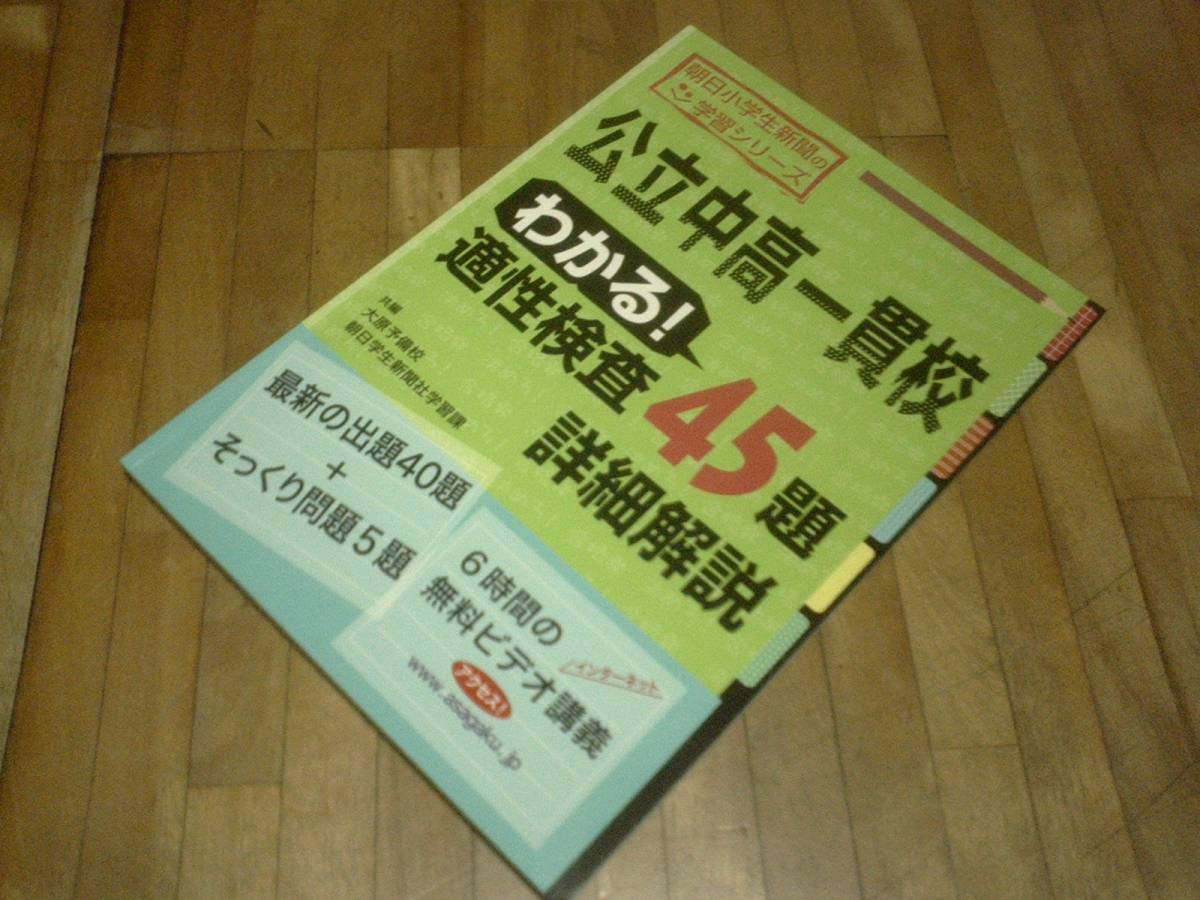 朝日小学生新聞の
学習シリーズ
公立中高一貫校
わかる!
適性検査45題
詳細解説
共編
大原予備校
朝日学生新聞社学習課
最新の出題40題
+
そっくり問題5題
6時間の
インターネット
無料ビデオ講義
アクセス!
www.asagaku.jp